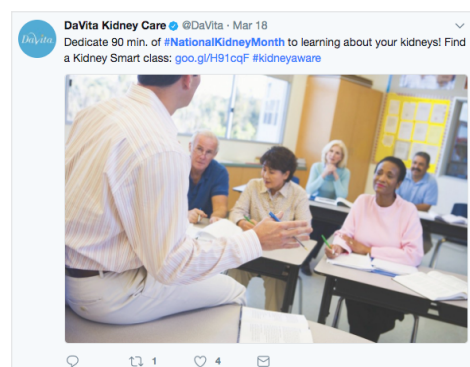 DaVita Kidney Care @DaVita · Mar 18
Dedicate 90 min. of #NationalKidneyMonth to learning about your kidneys! Find
a Kidney Smart class: goo.gl/H91cqF #kidneyaware
DaVita
1 4